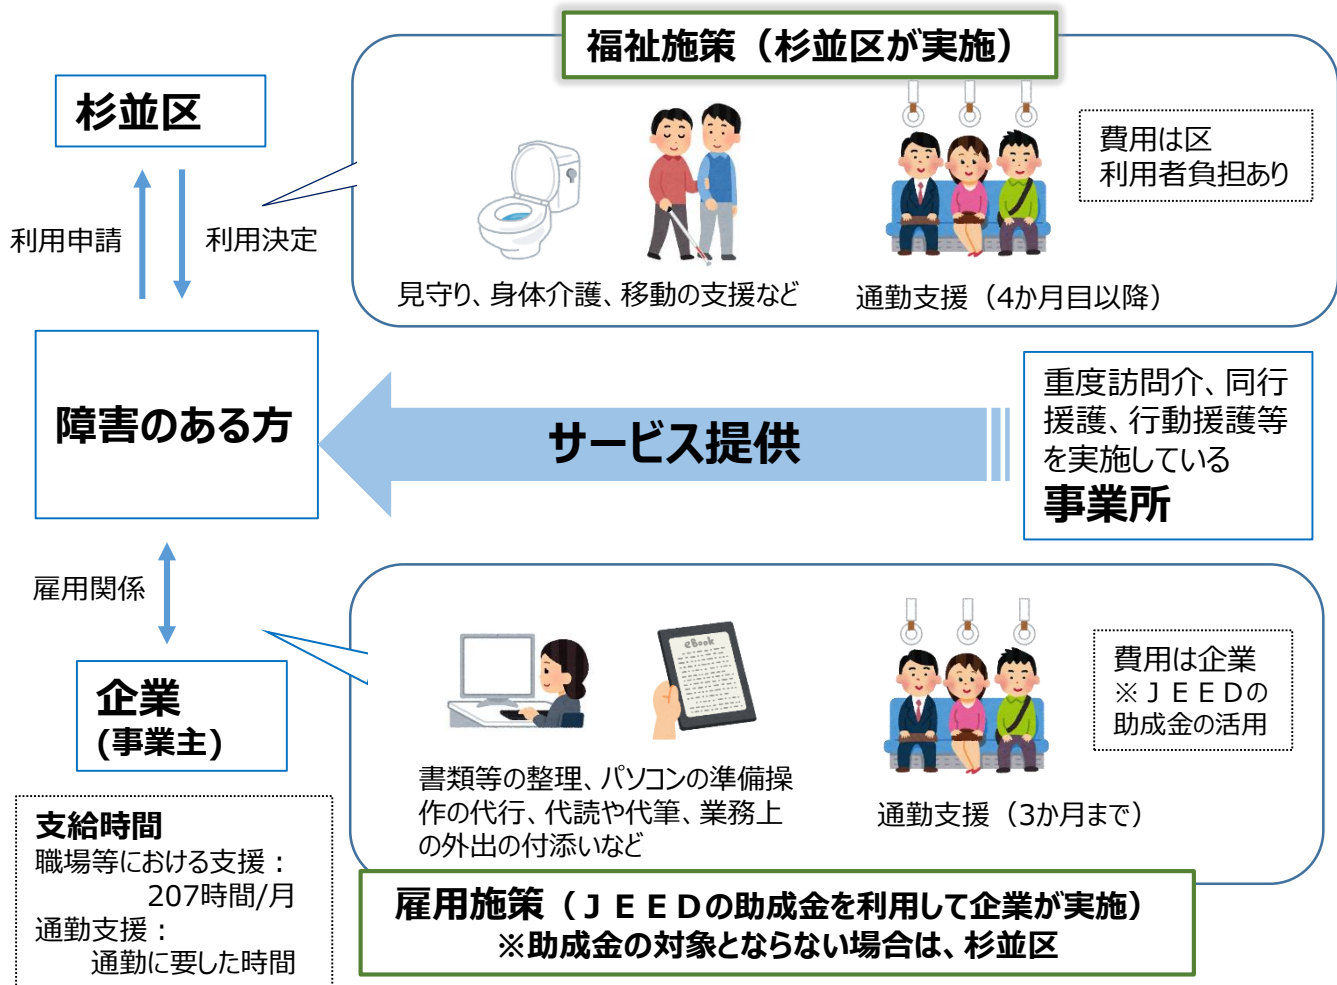 福祉施策（杉並区が実施）
杉並区
費用は区
利用者負担あり
利用申請
利用決定
見守り、身体介護、移動の支援など
通勤支援（4か月目以降）
障害のある方
サービス提供
重度訪問介、同行
援護、行動援護等
を実施している
事業所
雇用関係
企業
(事業主)
eBook
費用は企業
※ＪＥＥＤの
助成金の活用
書類等の整理、パソコンの準備操
作の代行、代読や代筆、業務上
の外出の付添いなど
通勤支援（3か月まで）
支給時間
職場等における支援：
207時間/月
通勤支援：
通勤に要した時間
雇用施策（ＪＥＥＤの助成金を利用して企業が実施）
※助成金の対象とならない場合は、杉並区